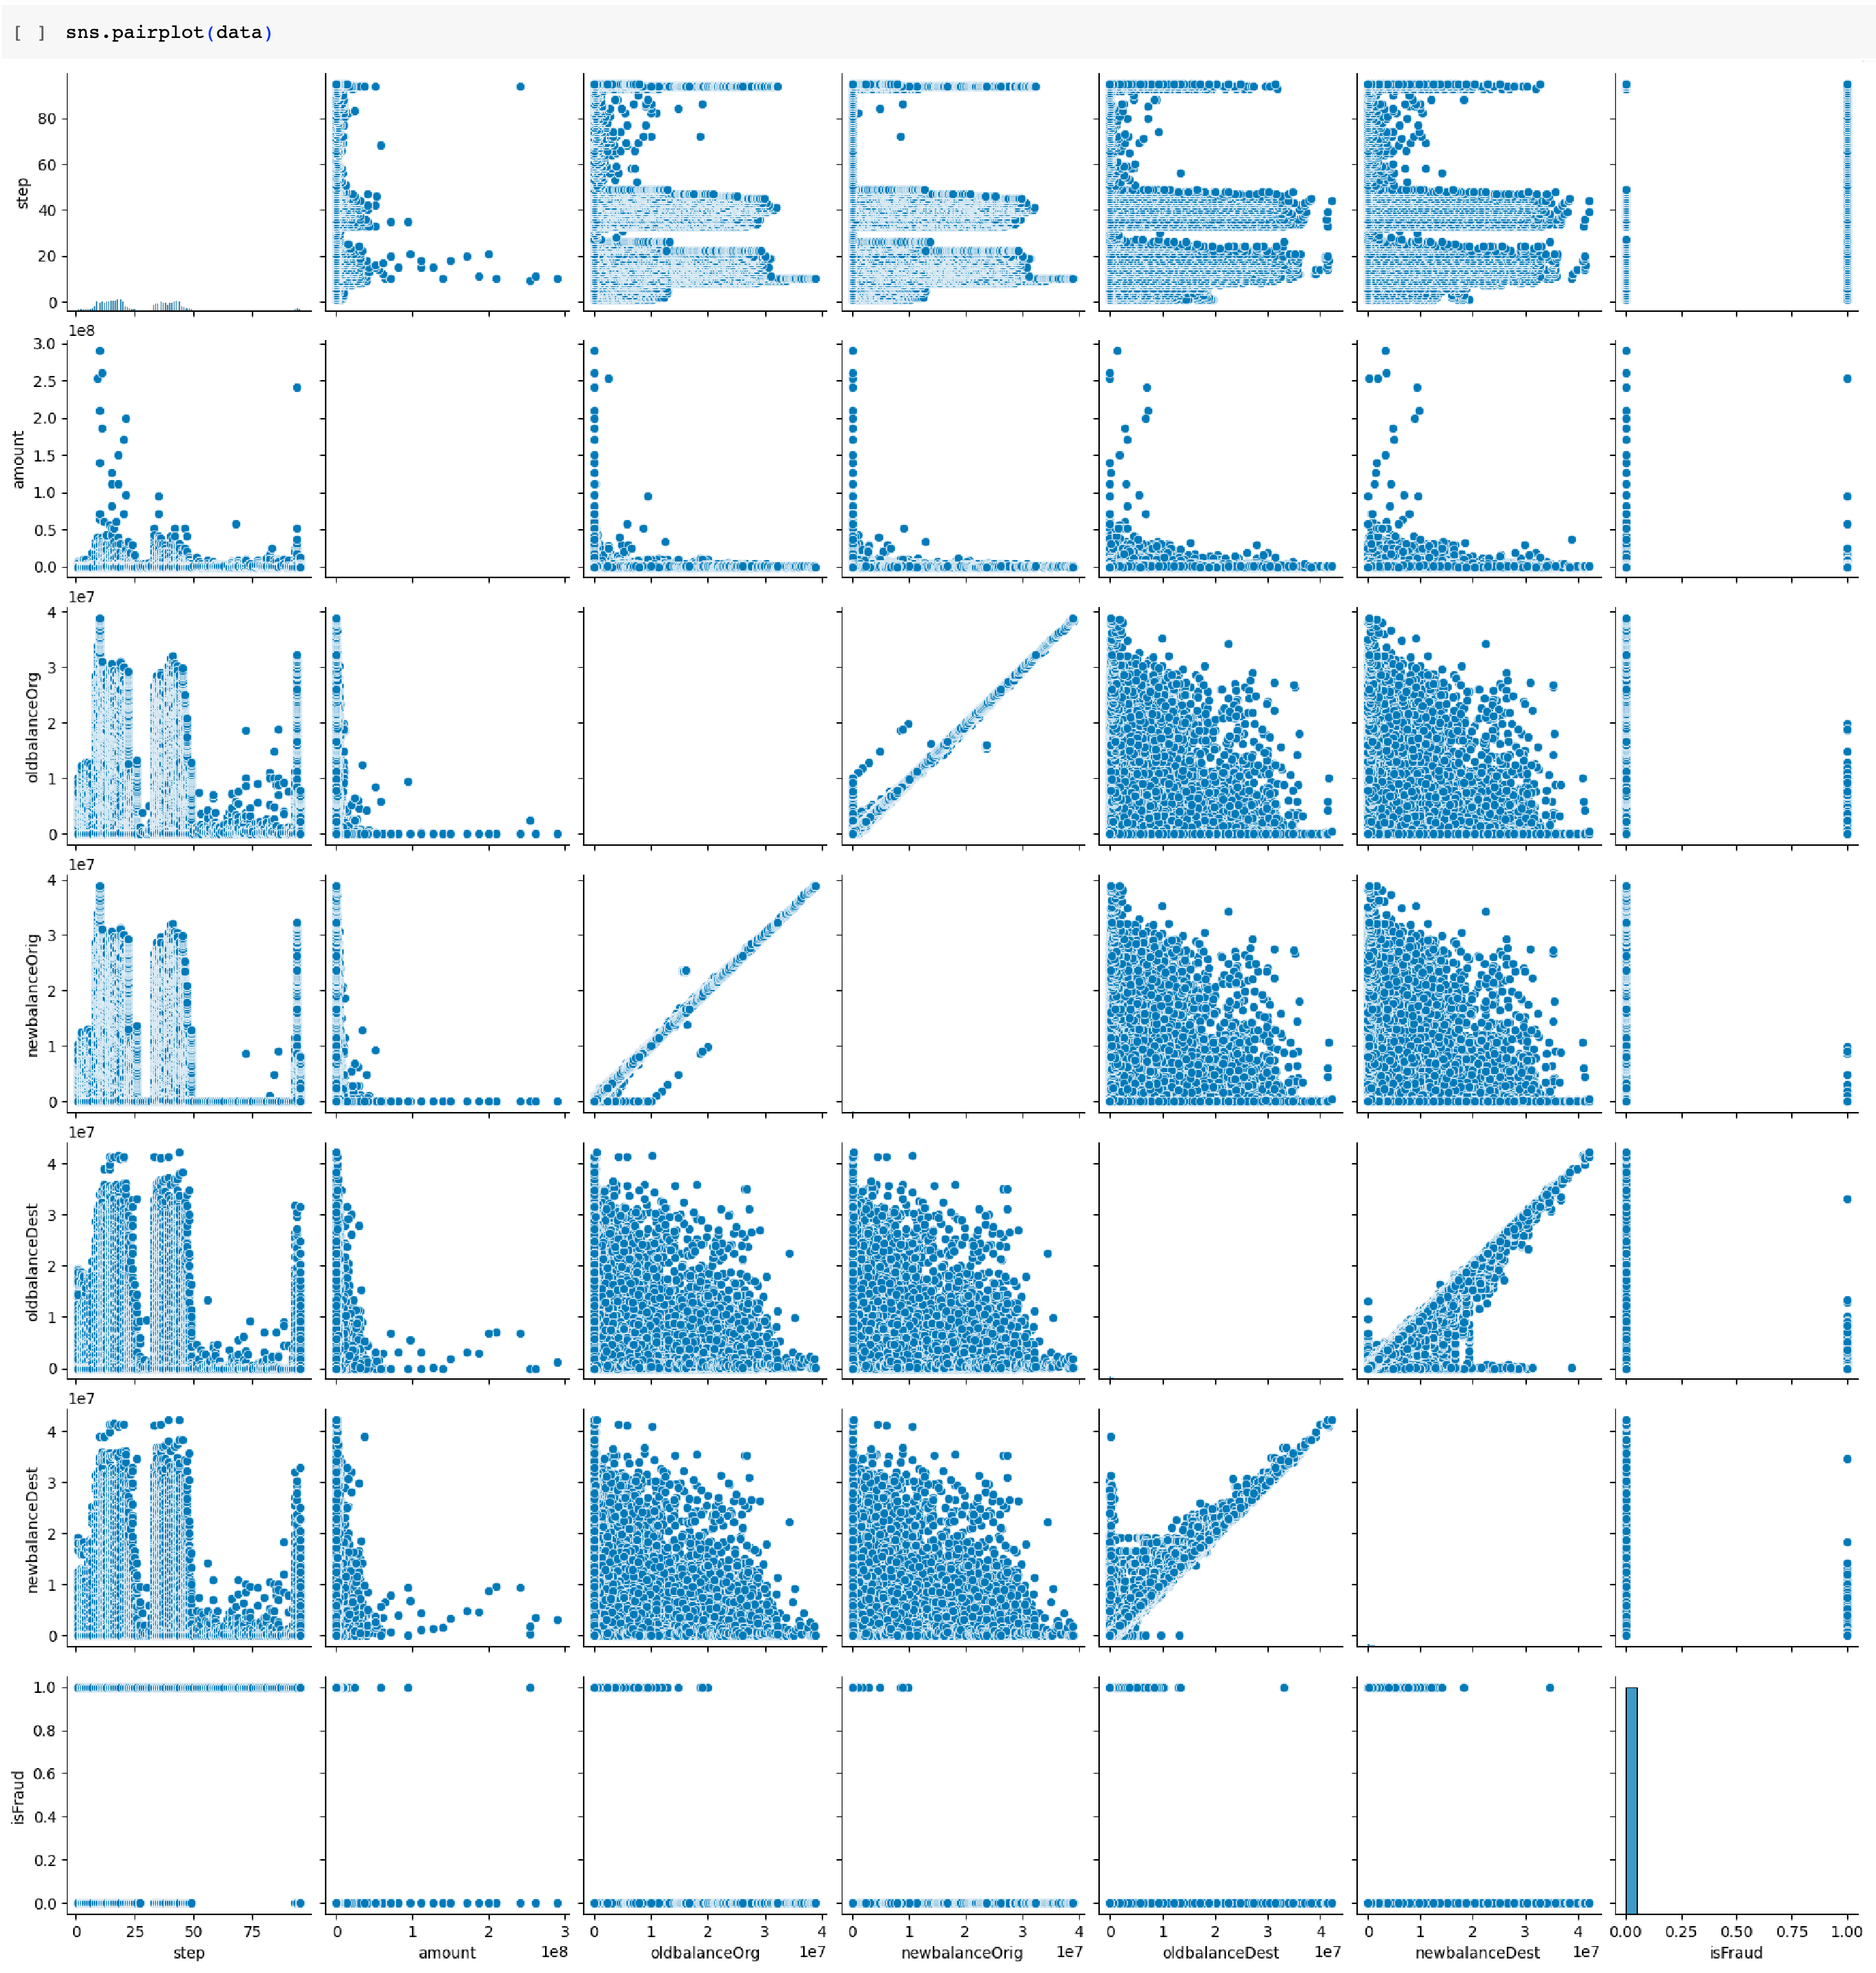 [ ] sns.pairplot(data)
80
60
40
20
0
step
1e8
3.0
2.5
2.0
1.5
1.0
0.5
0.0
amount
1e7
4
3
2
1
0
oldbalanceOrg
1e7
4
3
2
1
0
newbalanceOrig
1e7
4
3
2
1
0
oldbalanceDest
1e7
4
3
2
1
0
newbalanceDest
1.0
0.8
0.6
0.4
0.2
0.0
isFraud
0 25 50 75
step
0 1 2 3
1e8
amount
0 1 2 3 4
1e7
oldbalanceOrg
0 1 2 3 4
1e7
newbalanceOrig
0 1 2 3 4
1e7
oldbalanceDest
0 1 2 3 4
1e7
newbalanceDest
0.00 0.25 0.50 0.75 1.00
isFraud